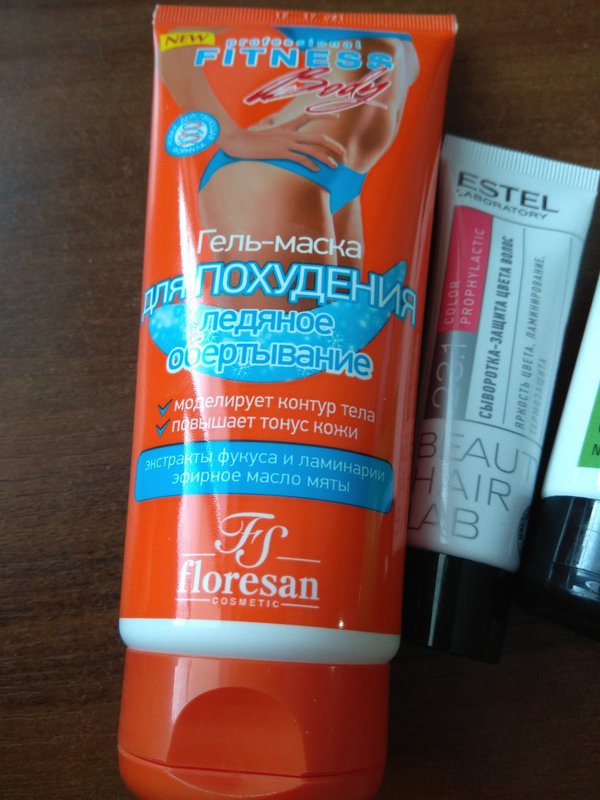 NEW
professional
FITNESS
Body
Гель-маска
ДЛЯ ПОХУДЕНИЯ
ледяное
обертывание
моделирует контур тела
повышает тонус кожи
экстракты фукуса и ламинарии
эфирное масло мяты
FS
floresan
COSMETIC
ESTEL
LABORATORY
COLOR
PROPHYLACTIC
СЫВОРОТКА-ЗАЩИТА ЦВЕТА ВОЛОС
ЯРКОСТЬ ЦВЕТА, ЛАМИНИРОВАНИЕ,
ТЕРМОЗАЩИТА
BEAUT
HAIR
LAB
N